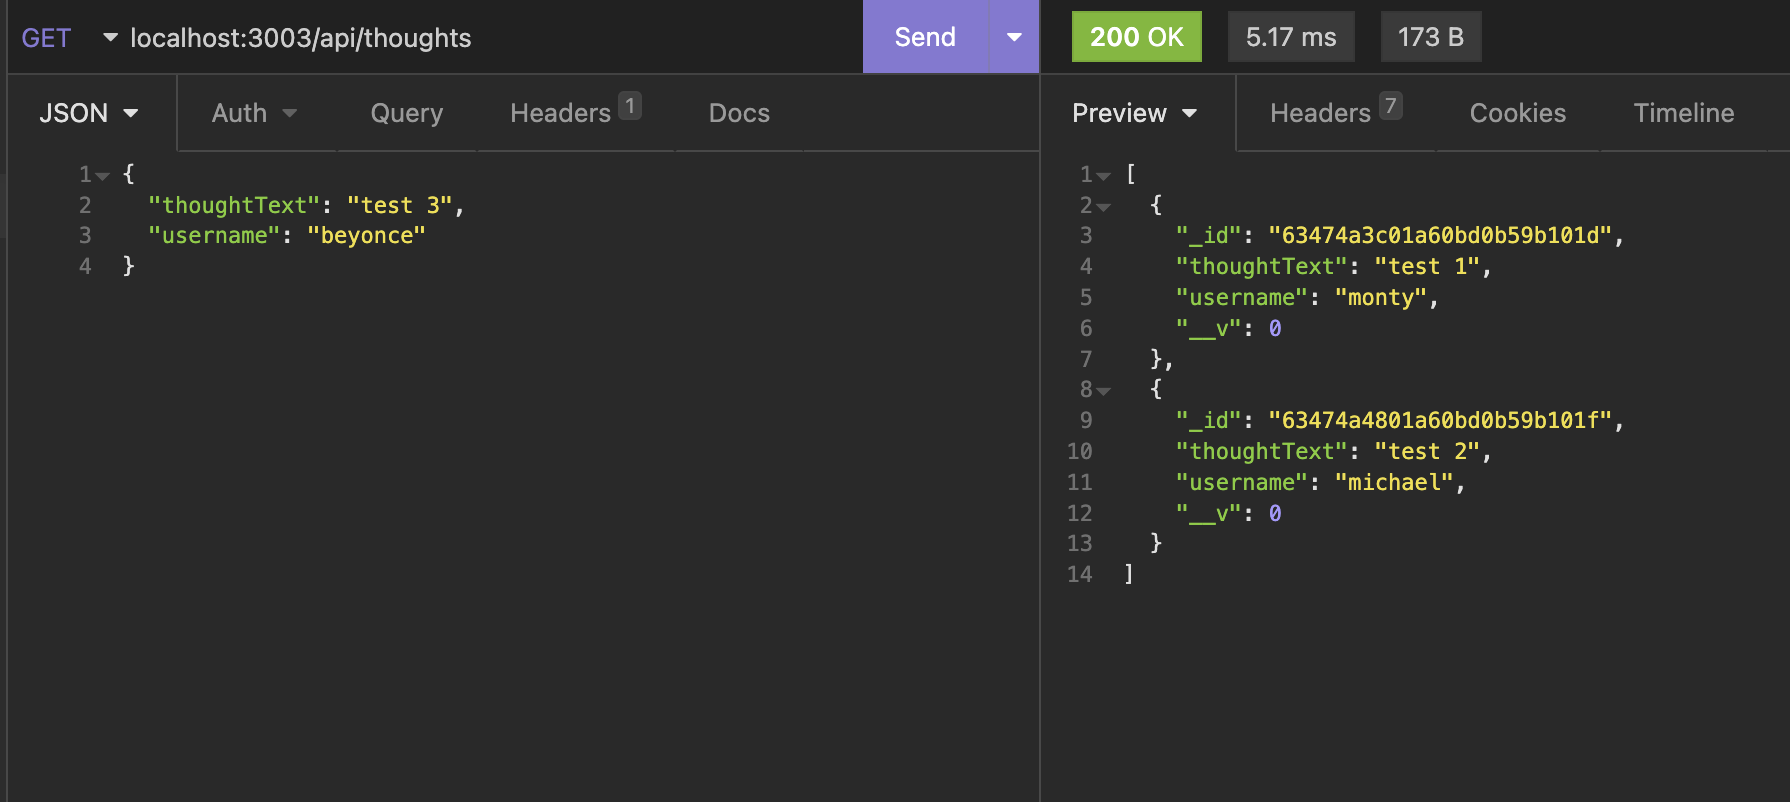 GET localhost:3003/api/thoughts Send 200 OK 5.17 ms 173 B
JSON Auth Query Headers 1 Docs Preview Headers 7 Cookies Timeline
1 {
2 "thoughtText": "test 3",
3 "username": "beyonce"
4 }
1 [
2 {
3 "_id": "63474a3c01a60bd0b59b101d",
4 "thoughtText": "test 1",
5 "username": "monty",
6 "__v": 0
7 },
8 {
9 "_id": "63474a4801a60bd0b59b101f",
10 "thoughtText": "test 2",
11 "username": "michael",
12 "__v": 0
13 }
14 ]